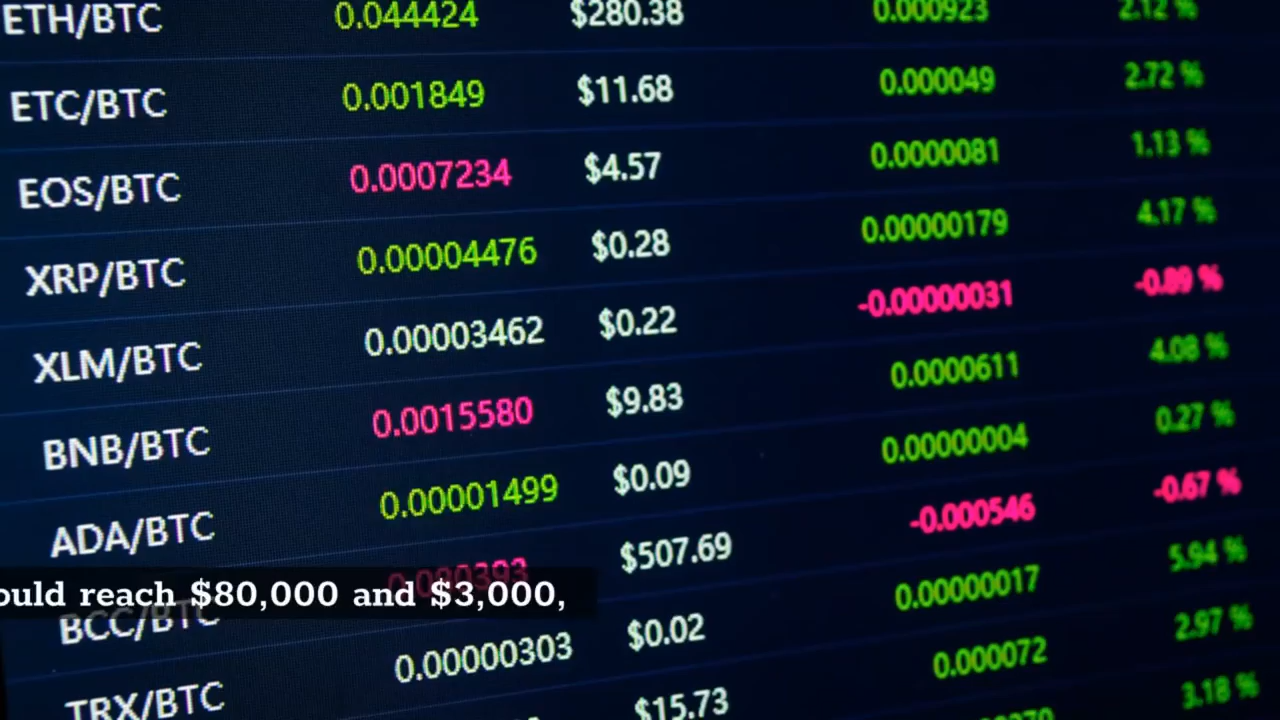 ETH/BTC 0.044424 $280.38 0.000923 2.12 %
ETC/BTC 0.001849 $11.68 0.000049 2.72 %
EOS/BTC 0.0007234 $4.57 0.0000081 1.13 %
XRP/BTC 0.00004476 $0.28 0.00000179 4.17 %
XLM/BTC 0.00003462 $0.22 -0.00000031 -0.89 %
BNB/BTC 0.0015580 $9.83 0.0000611 4.08 %
ADA/BTC 0.00001499 $0.09 0.00000004 0.27 %
BCC/BTC $507.69 -0.000546 -0.67 %
ould reach $80,000 and $3,000,
TRX/BTC 0.00000303 $0.02 0.00000017 5.94 %
$15.73 0.000072 2.97 %
3.18 %